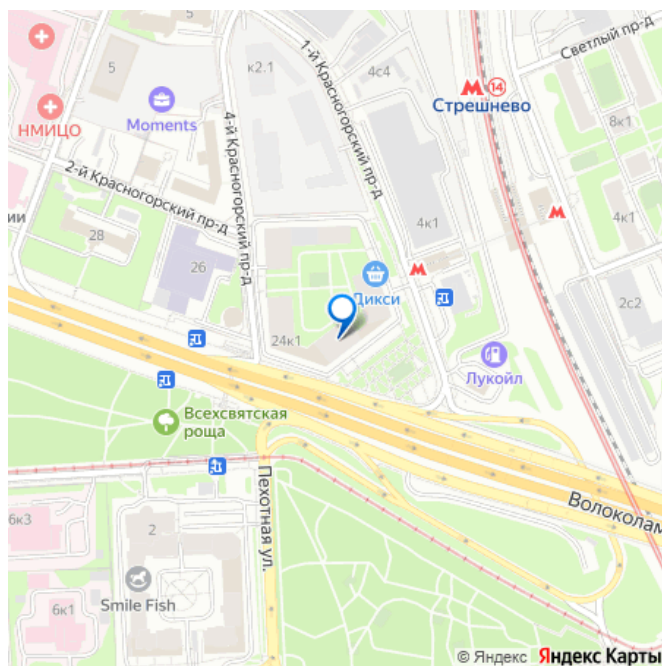 Светлый пр-д
1-й Красногорский пр-д
к2.1
5
4с4
14
Стрешнево
Moments
НМИЦО
8к1
4-й Красногорский пр-д
2-й Красногорский пр-д
ии
28
26
4к1
4к1
Дикси
2с2
24к1
Лукойл
Всехсвятская
роща
Пехотная ул.
Волоколам
6к3
2
Smile Fish
6к1
© Яндекс Яндекс Карты